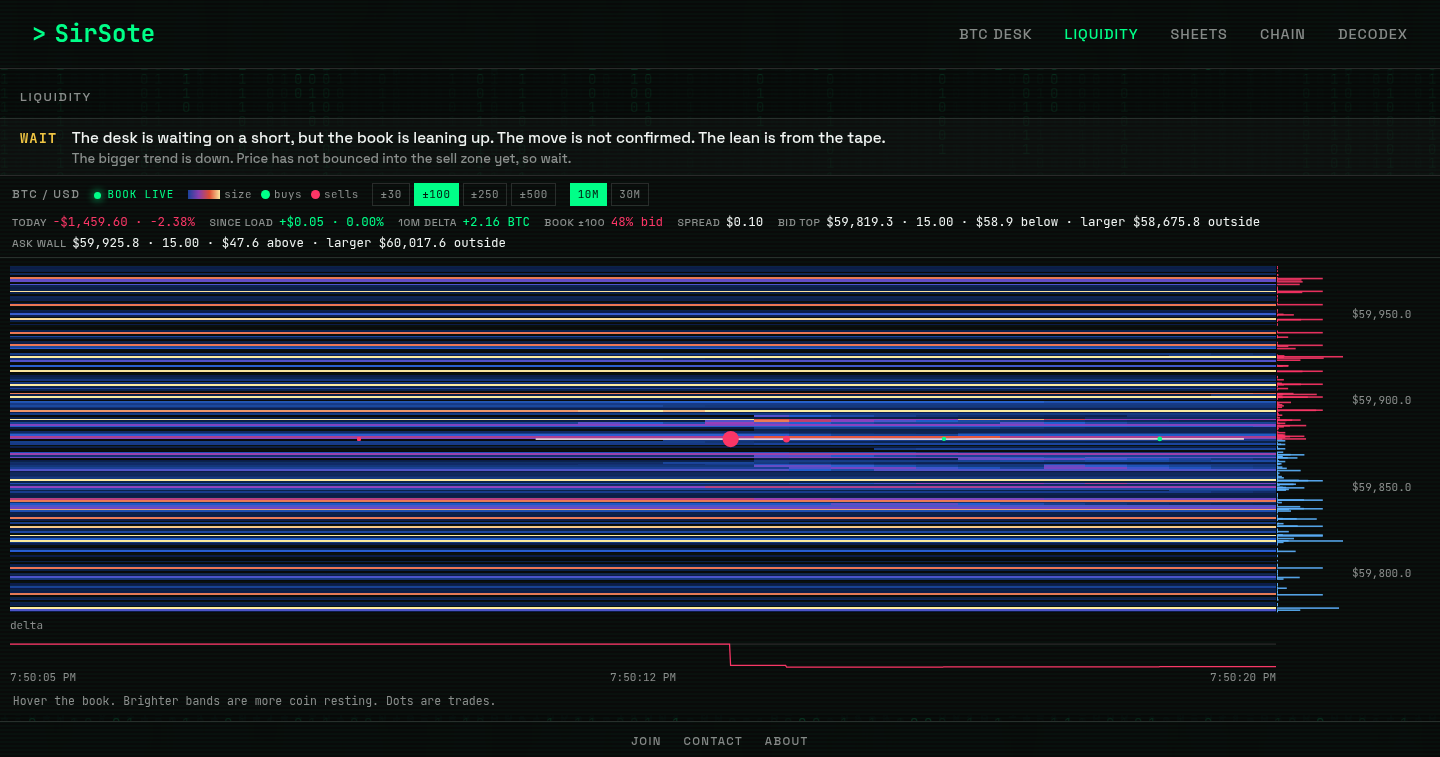 > SirSote
BTC DESK LIQUIDITY SHEETS CHAIN DECODEX
LIQUIDITY
WAIT The desk is waiting on a short, but the book is leaning up. The move is not confirmed. The lean is from the tape.
The bigger trend is down. Price has not bounced into the sell zone yet, so wait.
BTC / USD BOOK LIVE size buys sells ±30 ±100 ±250 ±500 10M 30M
TODAY -$1,459.60 · -2.38% SINCE LOAD +$0.05 · 0.00% 10M DELTA +2.16 BTC BOOK ±100 48% bid SPREAD $0.10 BID TOP $59,819.3 · 15.00 · $58.9 below · larger $58,675.8 outside
ASK WALL $59,925.8 · 15.00 · $47.6 above · larger $60,017.6 outside
$59,950.0
$59,900.0
$59,850.0
$59,800.0
delta
7:50:05 PM 7:50:12 PM 7:50:20 PM
Hover the book. Brighter bands are more coin resting. Dots are trades.
JOIN CONTACT ABOUT